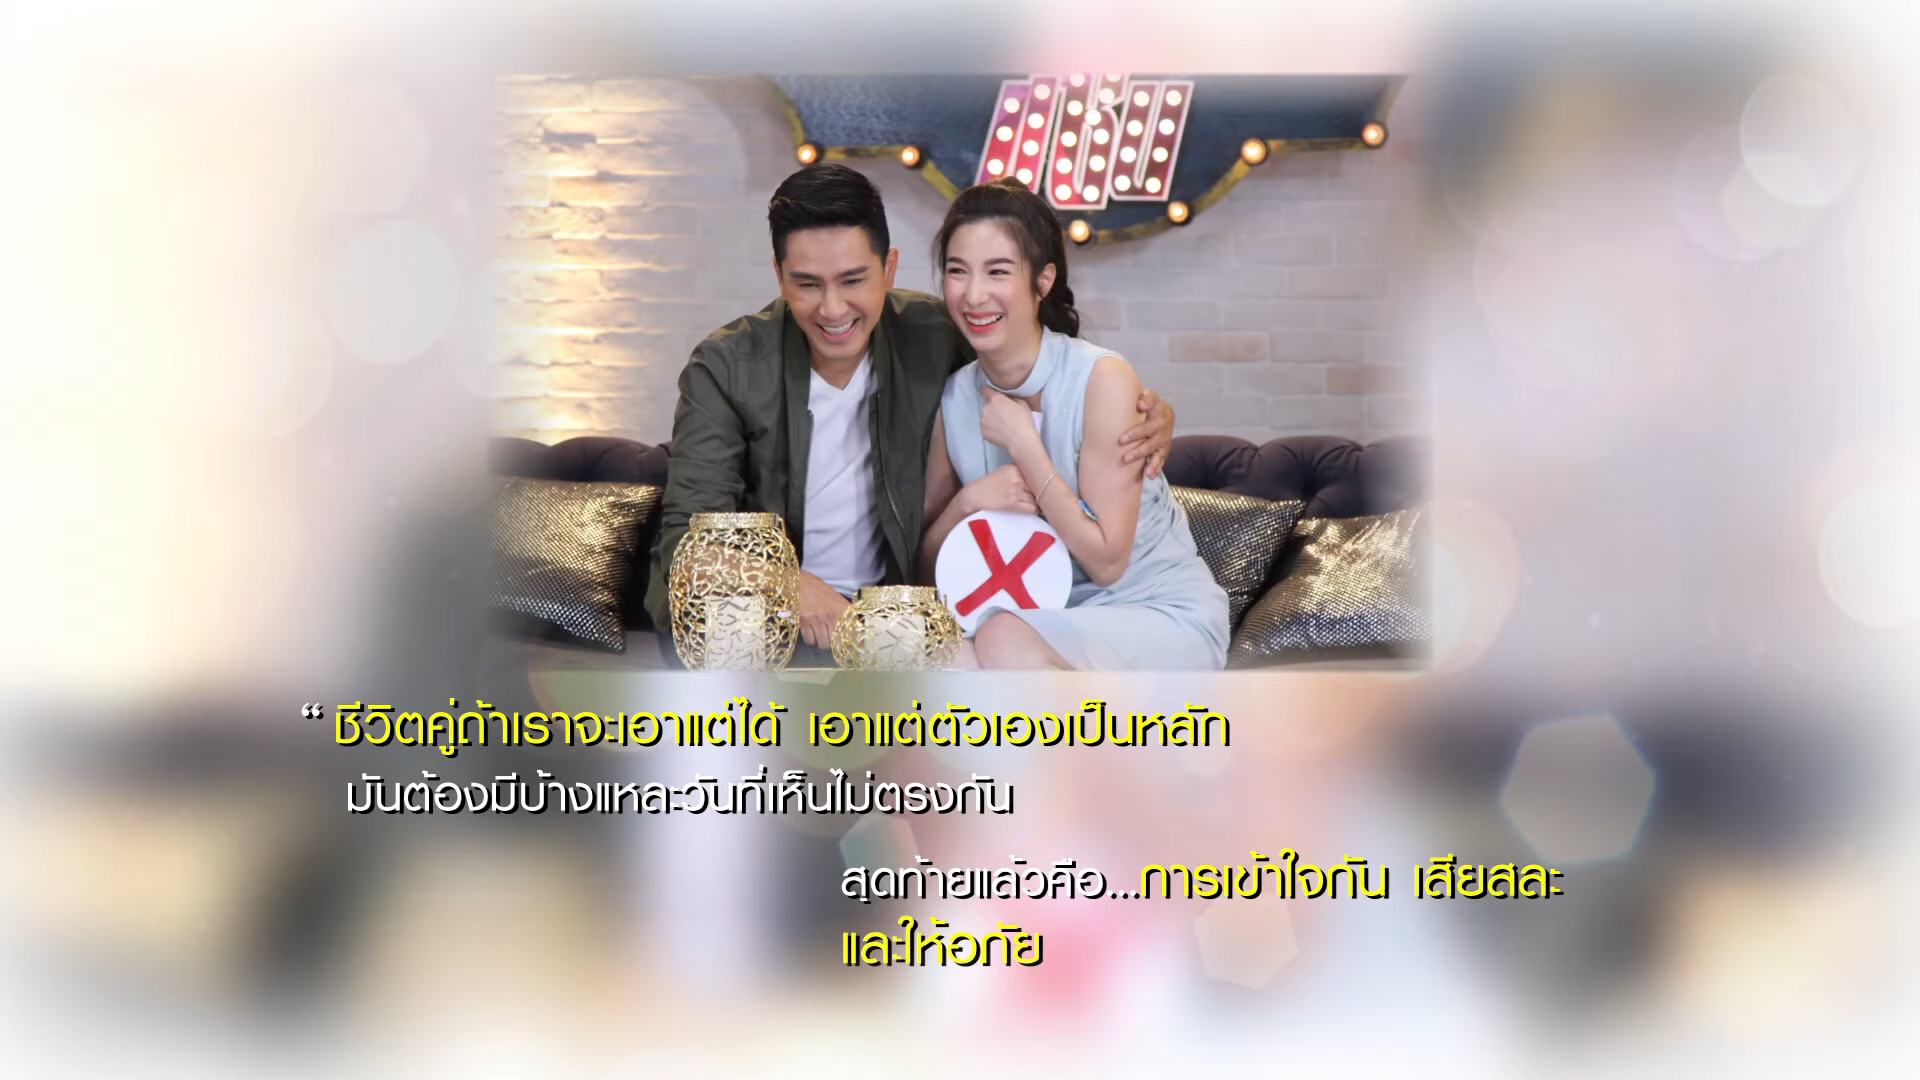 “ ชีวิตคู่ถ้าเราจะเอาแต่ได้ เอาแต่ตัวเองเป็นหลัก
มันต้องมีบ้างแหละวันที่เห็นไม่ตรงกัน
สุดท้ายแล้วคือ...การเข้าใจกัน เสียสละ
และให้อภัย
X